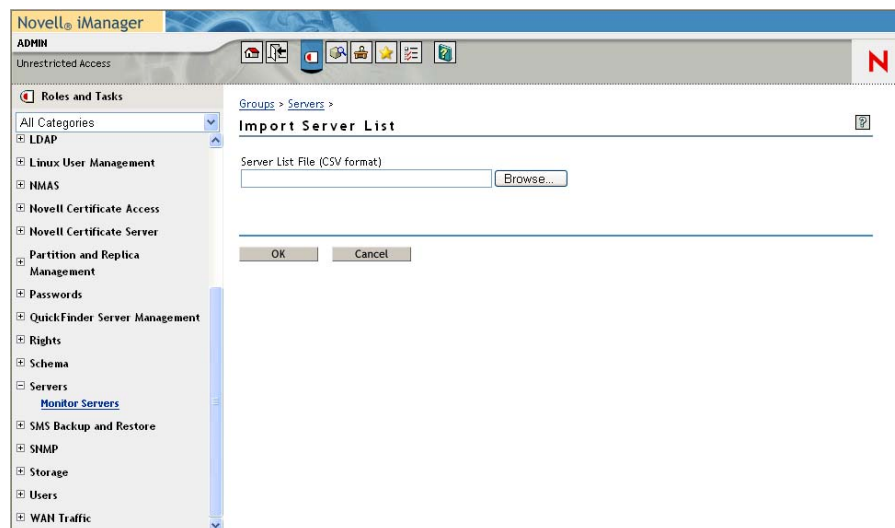 Novell® iManager
ADMIN
Unrestricted Access
N
Roles and Tasks
All Categories
LDAP
Linux User Management
NMAS
Novell Certificate Access
Novell Certificate Server
Partition and Replica
Management
Passwords
QuickFinder Server Management
Rights
Schema
Servers
Monitor Servers
SMS Backup and Restore
SNMP
Storage
Users
WAN Traffic
Groups > Servers >
Import Server List
?
Server List File (CSV format)
Browse...
OK Cancel